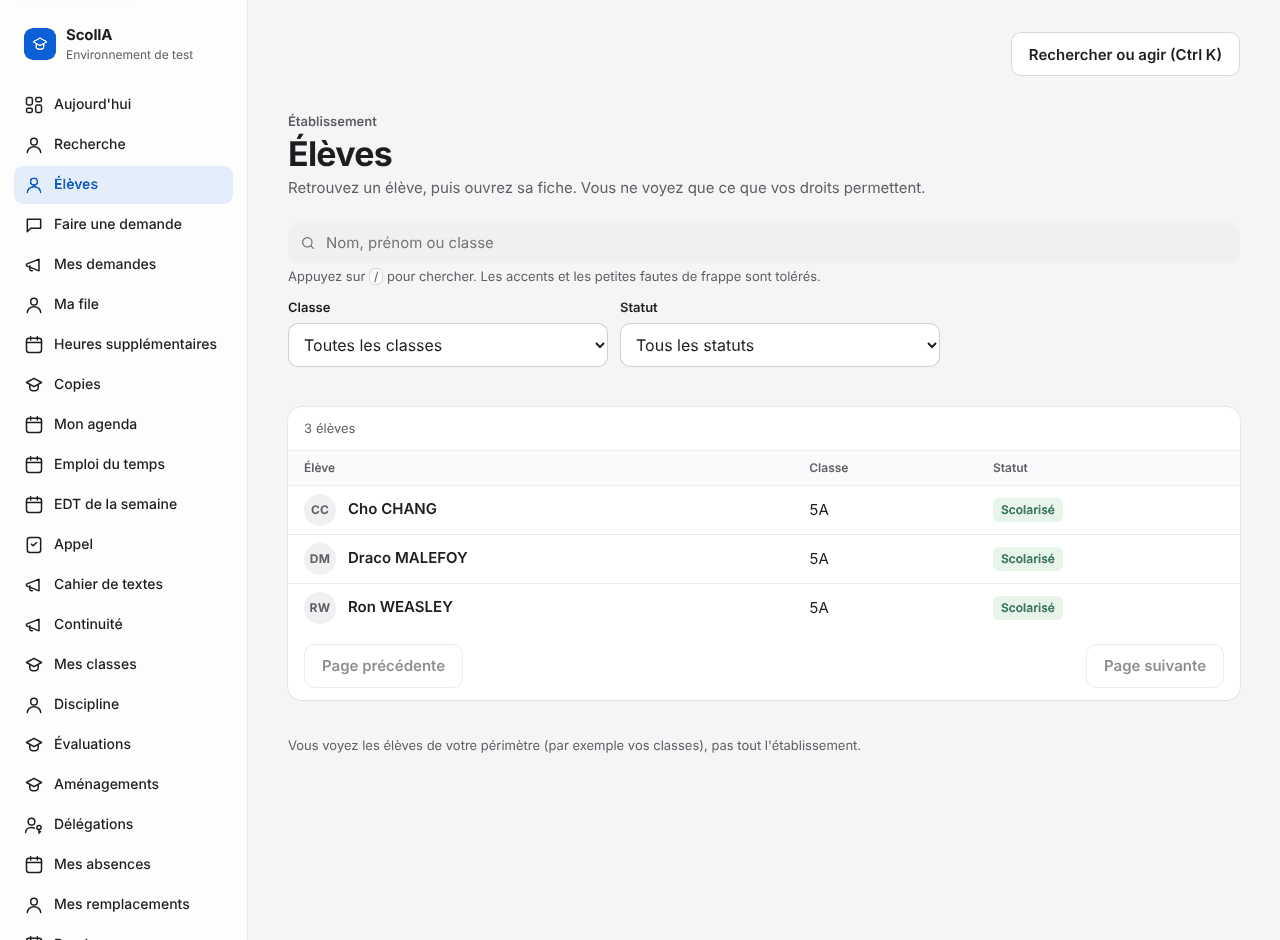 ScolIA
Environnement de test
Aujourd'hui
Recherche
Élèves
Faire une demande
Mes demandes
Ma file
Heures supplémentaires
Copies
Mon agenda
Emploi du temps
EDT de la semaine
Appel
Cahier de textes
Continuité
Mes classes
Discipline
Évaluations
Aménagements
Délégations
Mes absences
Mes remplacements
Rechercher ou agir (Ctrl K)
Établissement
Élèves
Retrouvez un élève, puis ouvrez sa fiche. Vous ne voyez que ce que vos droits permettent.
Nom, prénom ou classe
Appuyez sur / pour chercher. Les accents et les petites fautes de frappe sont tolérés.
Classe Statut
Toutes les classes Tous les statuts
3 élèves
Élève Classe Statut
CC Cho CHANG 5A Scolarisé
DM Draco MALEFOY 5A Scolarisé
RW Ron WEASLEY 5A Scolarisé
Page précédente Page suivante
Vous voyez les élèves de votre périmètre (par exemple vos classes), pas tout l'établissement.